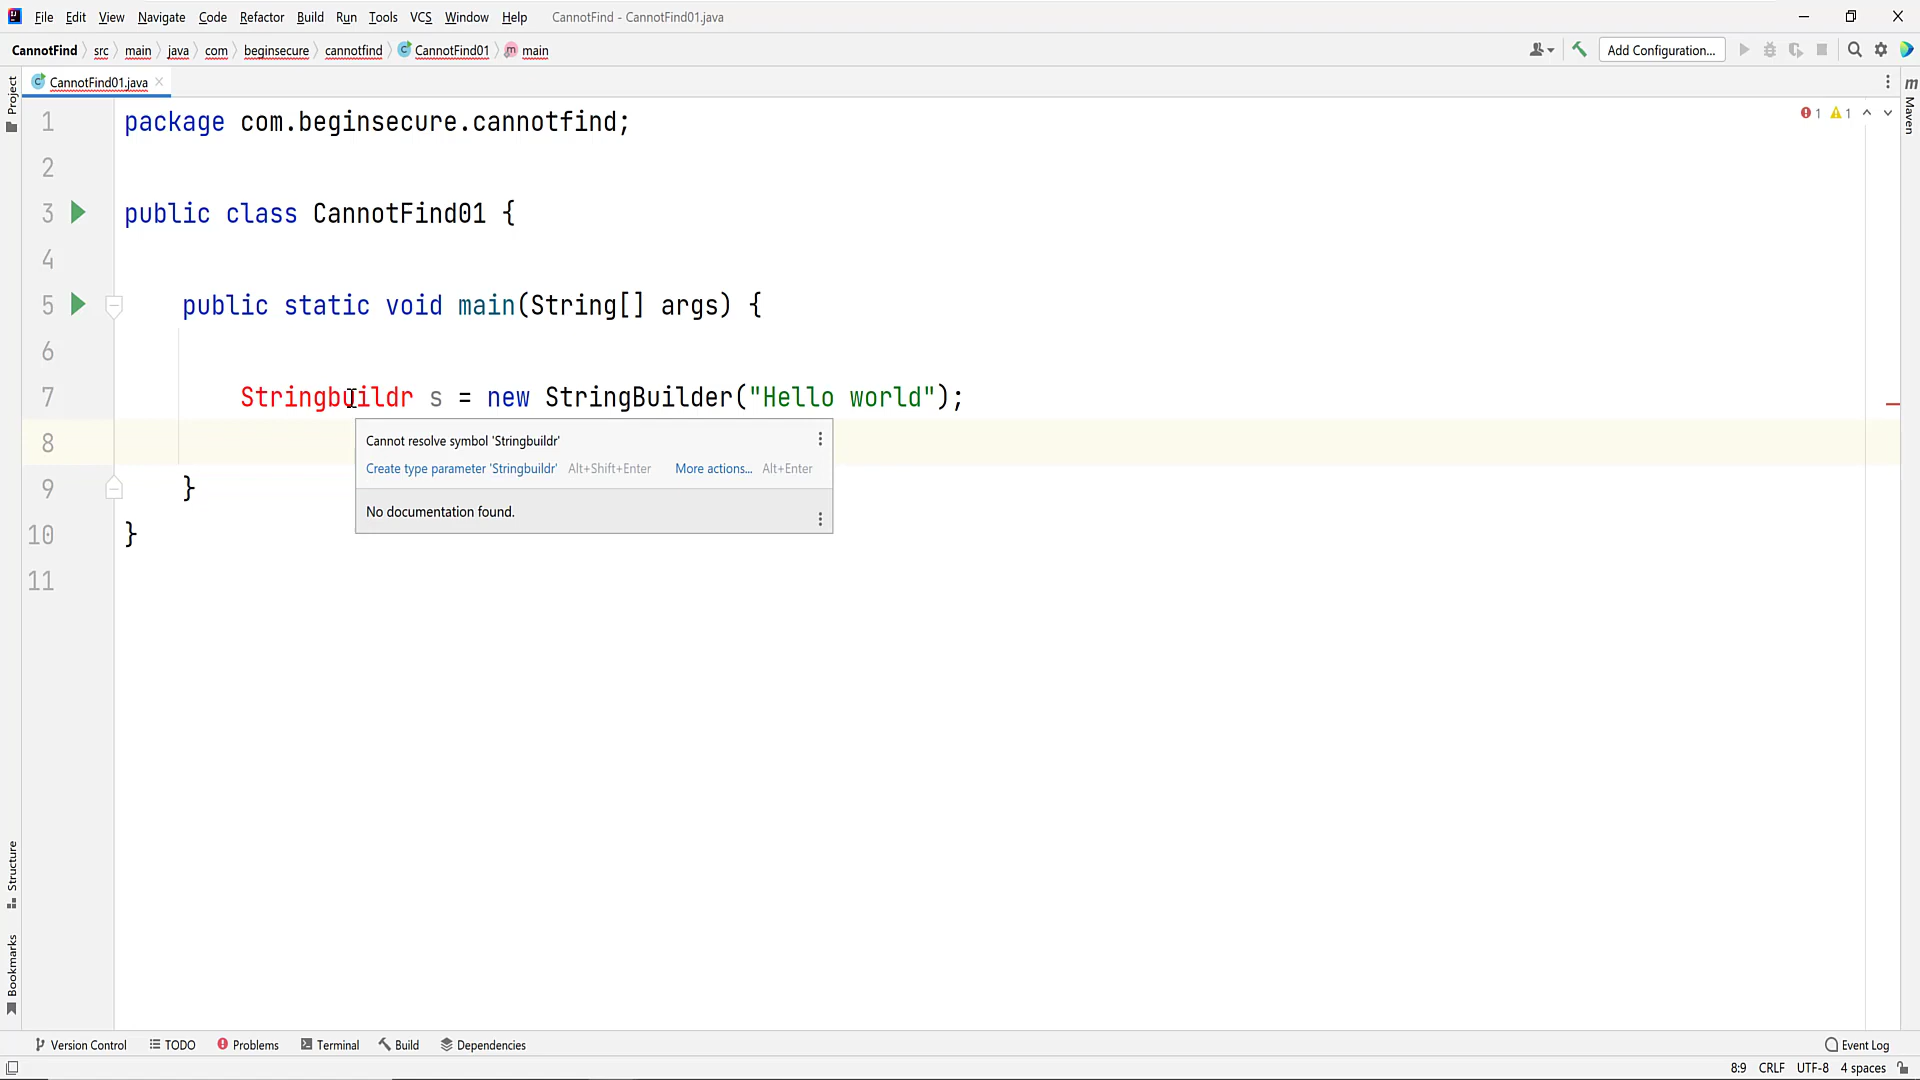 File Edit View Navigate Code Refactor Build Run Tools VCS Window Help CannotFind - CannotFind01.java
CannotFind src main java com beginsecure cannotfind CannotFind01 main Add Configuration...
CannotFind01.java
Project
Maven
1 package com.beginsecure.cannotfind; 1 1
2
3 public class CannotFind01 {
4
5 public static void main(String[] args) {
6
7 Stringbuildr s = new StringBuilder("Hello world");
8
Cannot resolve symbol 'Stringbuildr'
Create type parameter 'Stringbuildr' Alt+Shift+Enter More actions... Alt+Enter
No documentation found.
9 }
10 }
11
Structure
Bookmarks
Version Control TODO Problems Terminal Build Dependencies Event Log
8:9 CRLF UTF-8 4 spaces